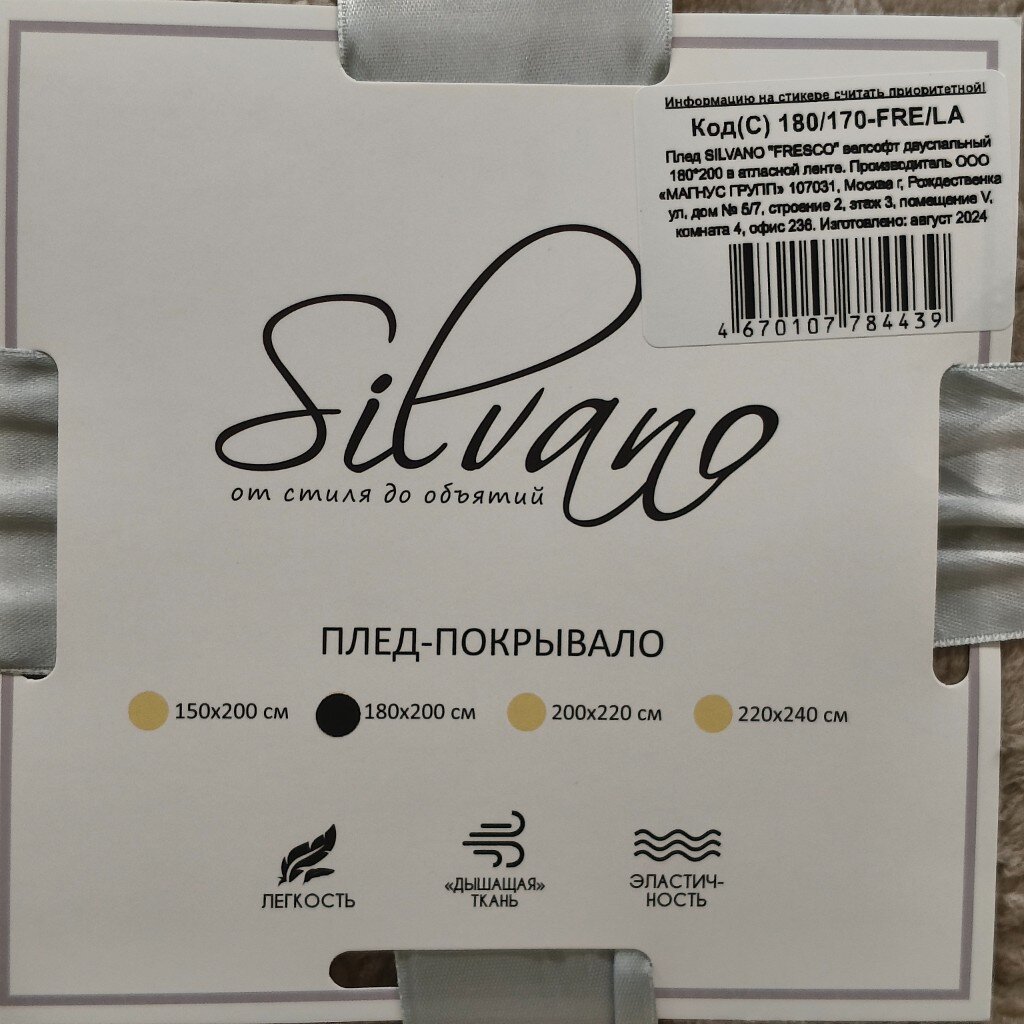 Информацию на стикере считать приоритетной!
Код(С) 180/170-FRE/LA
Плед SILVANO "FRESCO" велсофт двуспальный
180*200 в атласной ленте. Производитель ООО
«МАГНУС ГРУПП» 107031, Москва г, Рождественка
ул, дом № 5/7, строение 2, этаж 3, помещение V,
комната 4, офис 236. Изготовлено: август 2024
4 670107 784439
Silvano
от стиля до объятий
ПЛЕД-ПОКРЫВАЛО
150x200 см 180x200 см 200x220 см 220x240 см
ЛЕГКОСТЬ
«ДЫШАЩАЯ»
ТКАНЬ
ЭЛАСТИЧ-
НОСТЬ